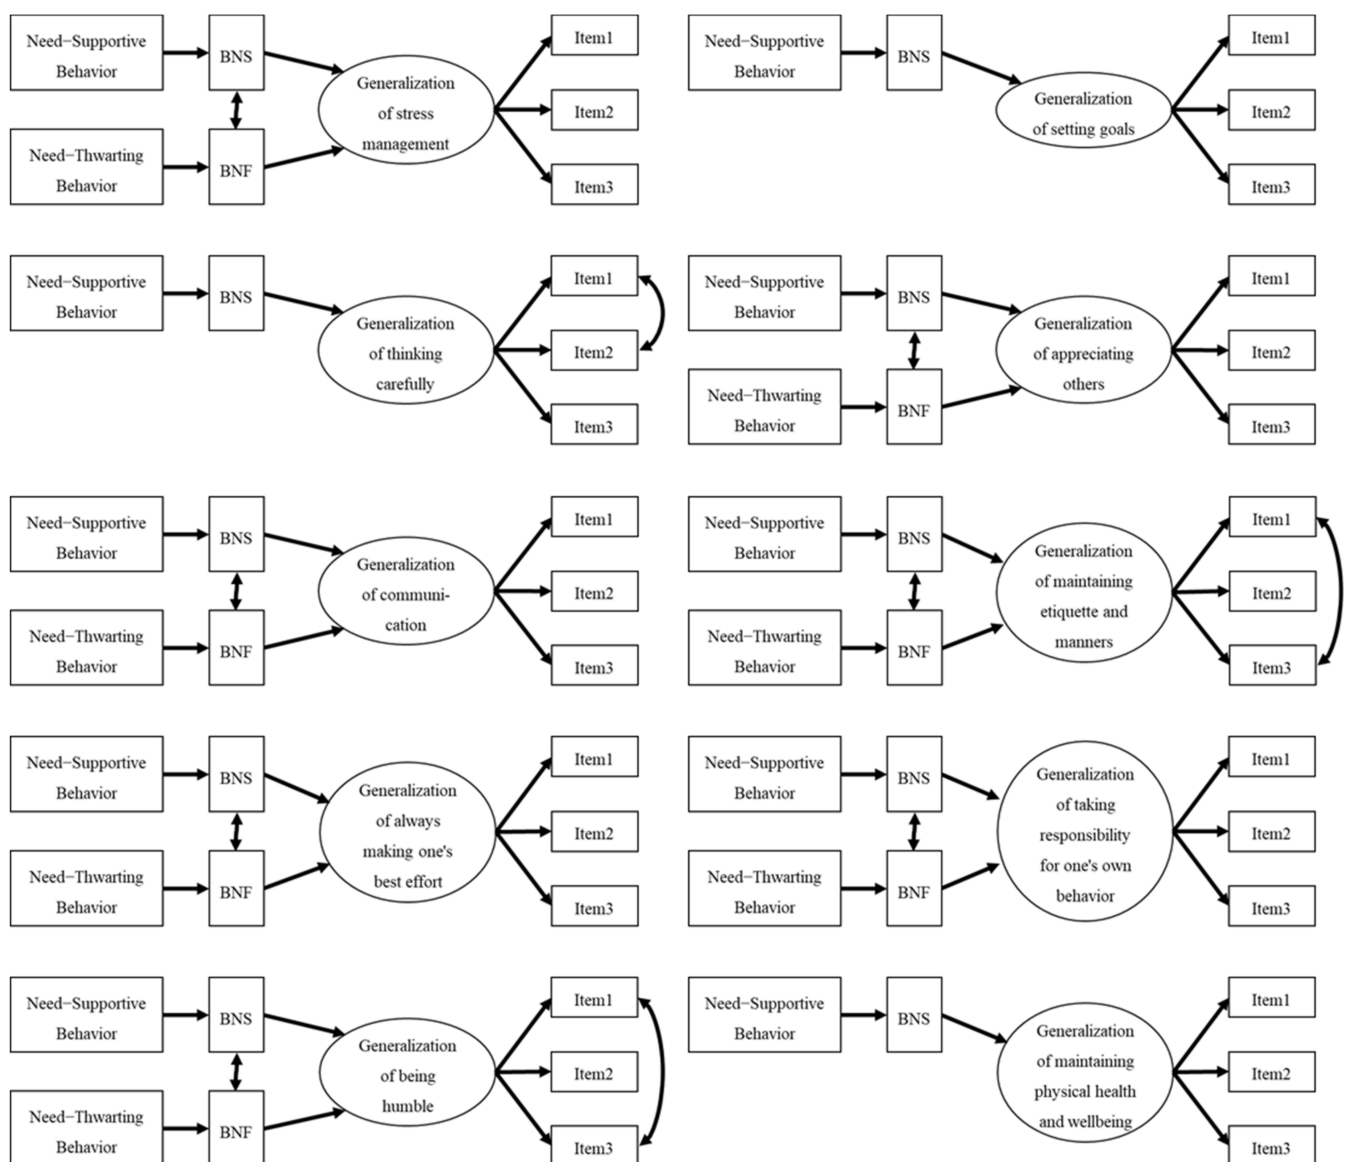 Need−Supportive
Behavior
BNS
Need−Thwarting
Behavior
BNF
Generalization
of stress
management
Item1
Item2
Item3
Need−Supportive
Behavior
BNS
Generalization
of setting goals
Item1
Item2
Item3
Need−Supportive
Behavior
BNS
Generalization
of thinking
carefully
Item1
Item2
Item3
Need−Supportive
Behavior
BNS
Need−Thwarting
Behavior
BNF
Generalization
of appreciating
others
Item1
Item2
Item3
Need−Supportive
Behavior
BNS
Need−Thwarting
Behavior
BNF
Generalization
of communi-
cation
Item1
Item2
Item3
Need−Supportive
Behavior
BNS
Need−Thwarting
Behavior
BNF
Generalization
of maintaining
etiquette and
manners
Item1
Item2
Item3
Need−Supportive
Behavior
BNS
Need−Thwarting
Behavior
BNF
Generalization
of always
making one's
best effort
Item1
Item2
Item3
Need−Supportive
Behavior
BNS
Need−Thwarting
Behavior
BNF
Generalization
of taking
responsibility
for one's own
behavior
Item1
Item2
Item3
Need−Supportive
Behavior
BNS
Need−Thwarting
Behavior
BNF
Generalization
of being
humble
Item1
Item2
Item3
Need−Supportive
Behavior
BNS
Generalization
of maintaining
physical health
and wellbeing
Item1
Item2
Item3